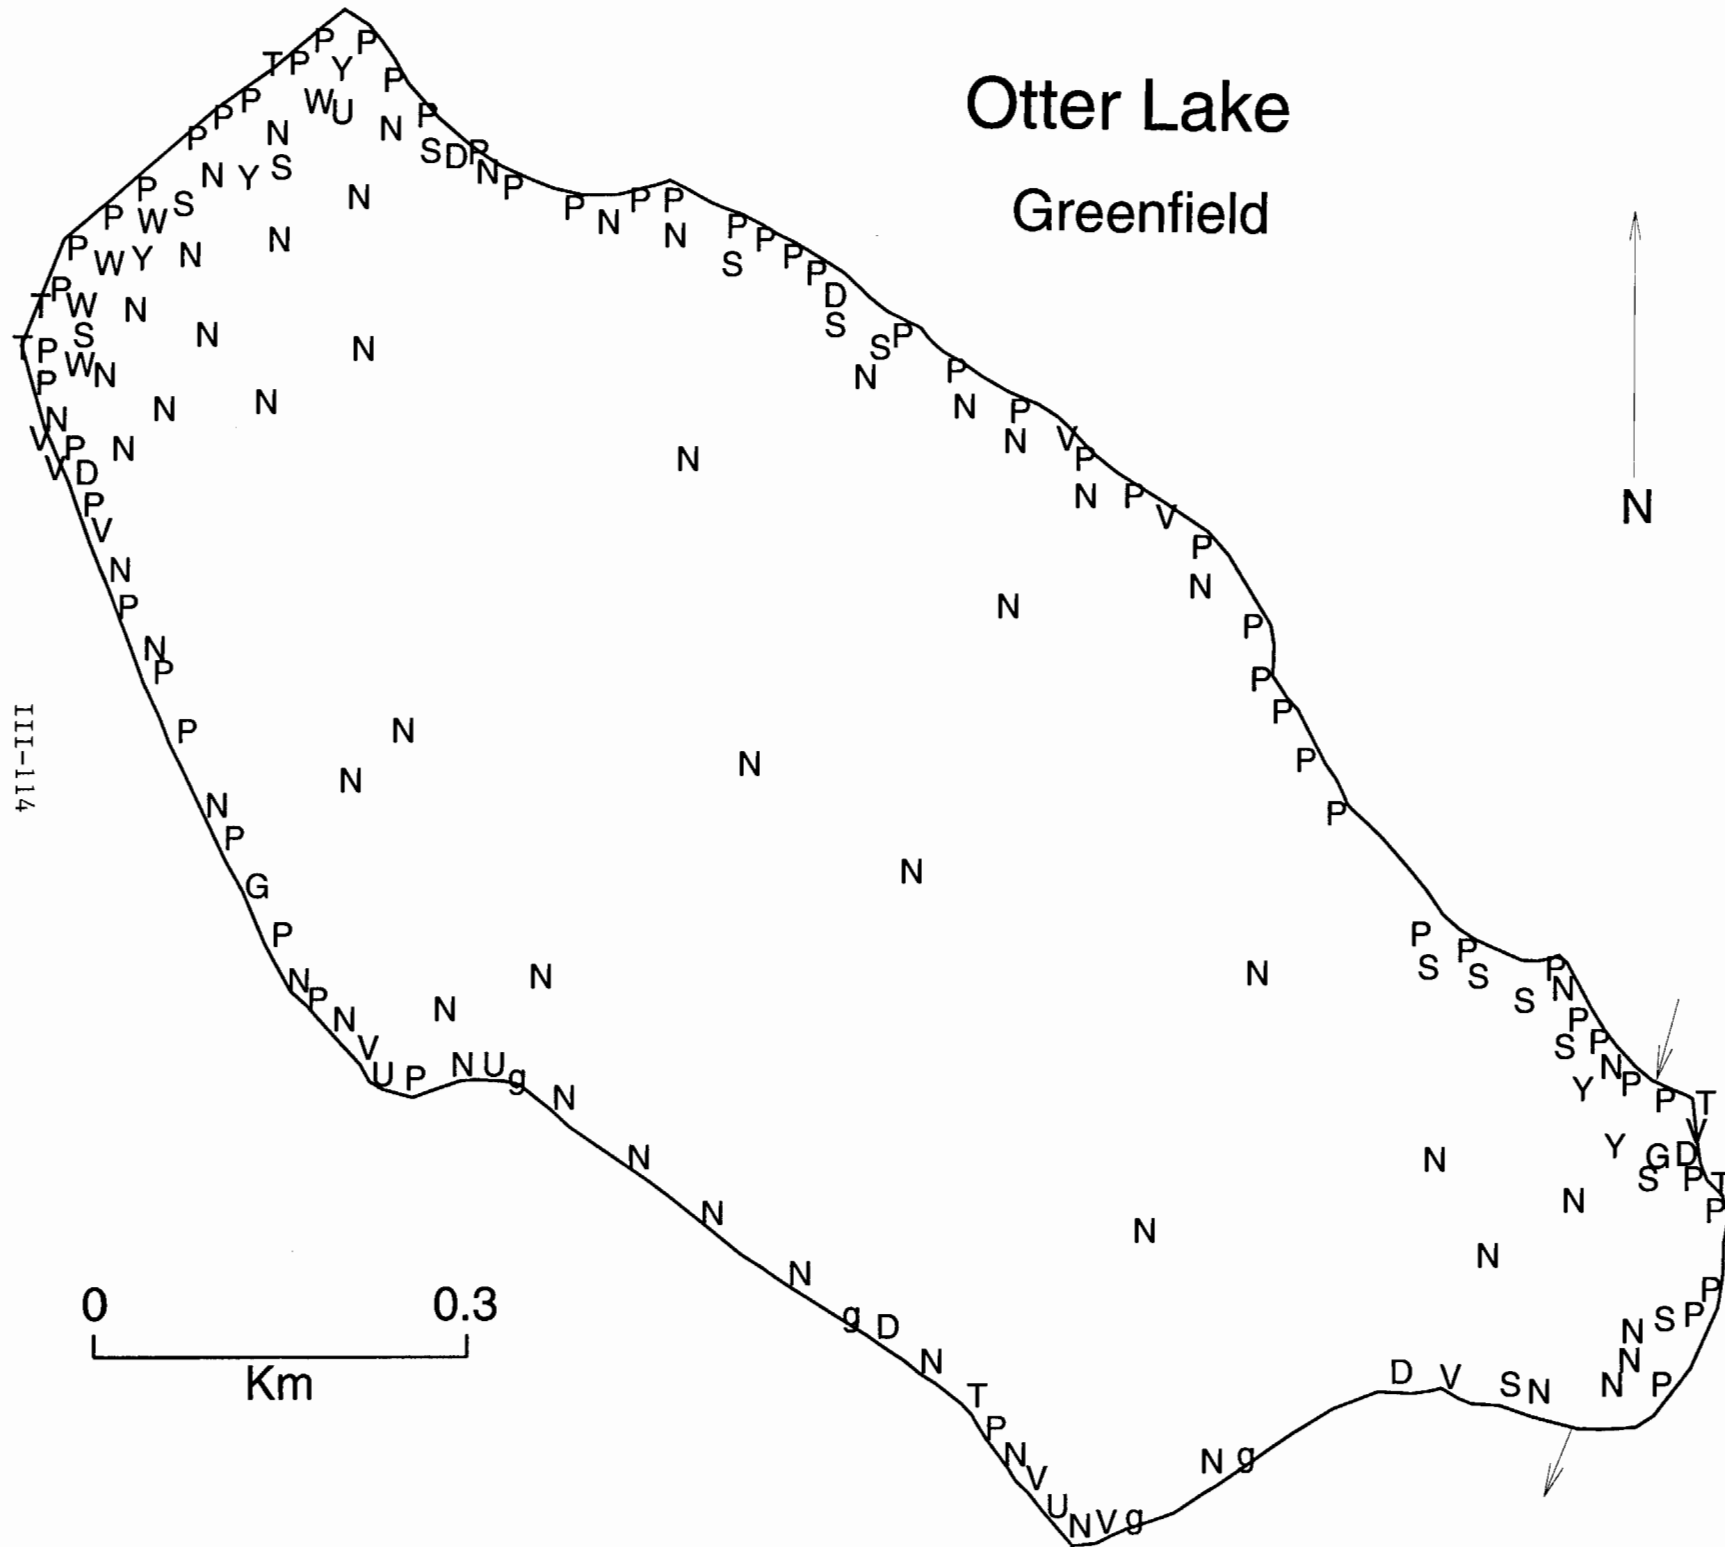 P P
T P Y P
P W U P
Otter Lake
P N N
P S D P
N Y S N
P N P P P
Greenfield
P W S P N P
N N P
P W Y N S P P
P D
T W N S
S N P
T P N S
W N P N
P N N N P
N
V P N N V
N P
V D
P N P
N
V V
P
N N
P N
P
N
P P
P
P N
N N P
III-114
N P
P
G N
P P P
N N N S S P
P N S N
N P
V S P
U P N U g N
N Y P
P T
V
N N Y G D
S P T
N N P
N
N
N P
0 0.3
g D N S P
N N
Km
D V S N N P
T
P
N N g
V
U
N V g